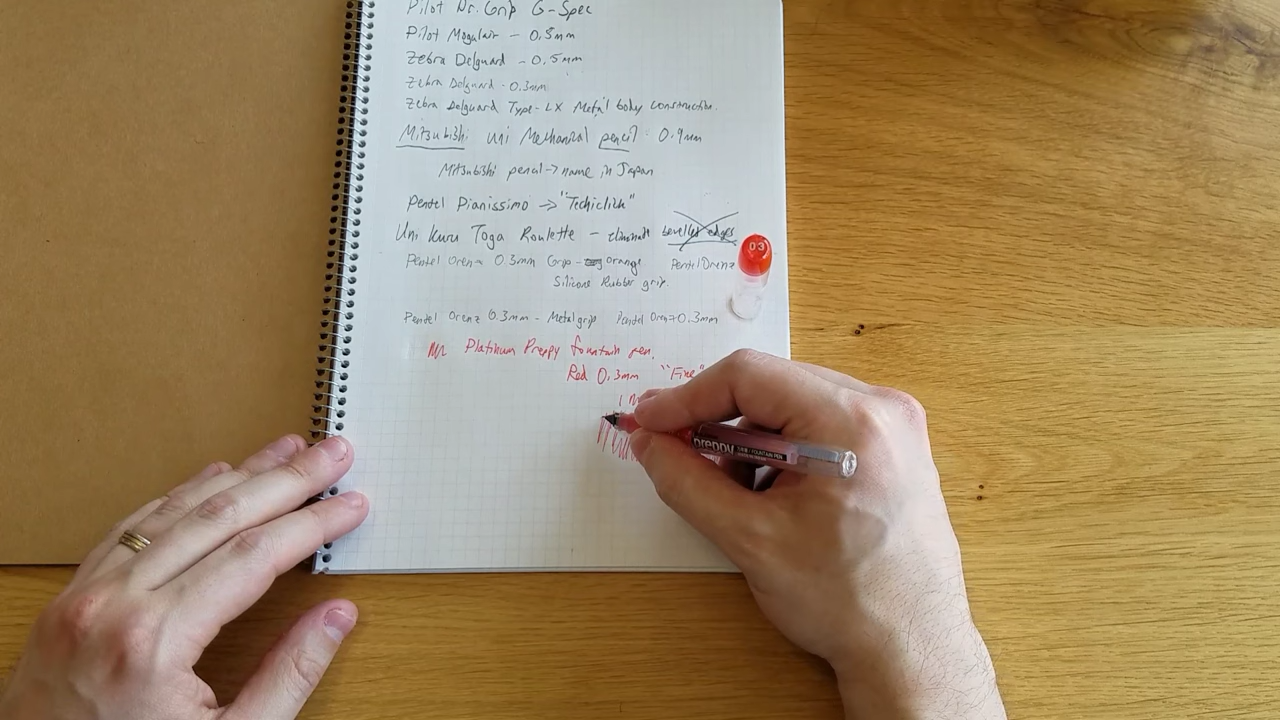 Pilot Dr. Grip G-Spec
Pilot Mogulair - 0.5mm
Zebra Delguard - 0.5mm
Zebra Delguard - 0.3mm
Zebra Delguard Type-LX Metal body construction.
Mitsubishi uni Mechanical pencil: 0.9mm
Mitsubishi pencil → name in Japan
Pentel Pianissimo → "Techiclick"
Uni Kuru Toga Roulette - eliminate bevelled edges
03
Pentel Orenz 0.3mm Grip - orange Pentel Orenz
Silicone Rubber grip.
Pentel Orenz 0.3mm - Metal grip Pentel Orenz 0.3mm
Platinum Preppy fountain pen.
Red 0.3mm "Fine"
preppy FOUNTAIN PEN